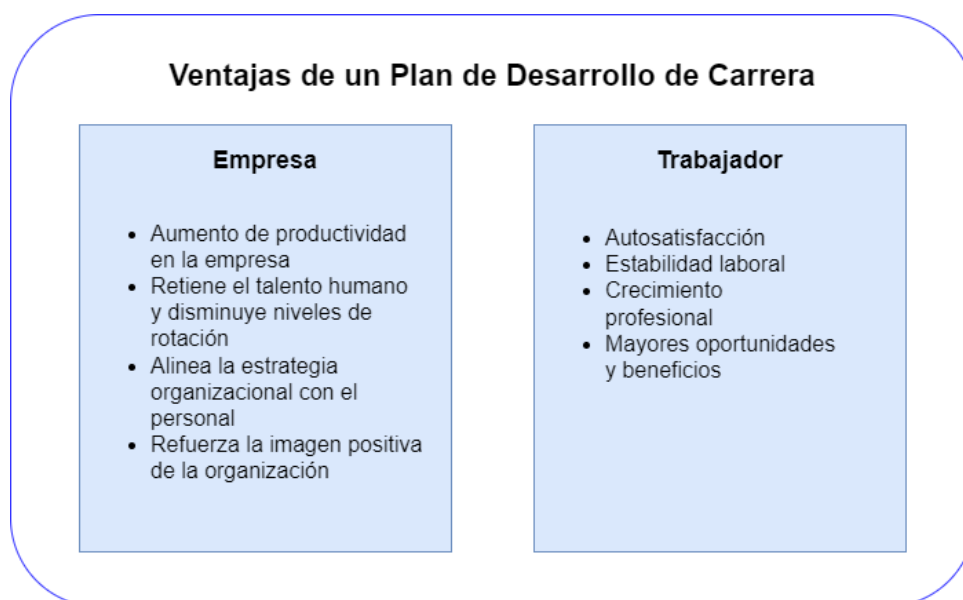 Ventajas de un Plan de Desarrollo de Carrera
Empresa
• Aumento de productividad
en la empresa
• Retiene el talento humano
y disminuye niveles de
rotación
• Alinea la estrategia
organizacional con el
personal
• Refuerza la imagen positiva
de la organización
Trabajador
• Autosatisfacción
• Estabilidad laboral
• Crecimiento
profesional
• Mayores oportunidades
y beneficios